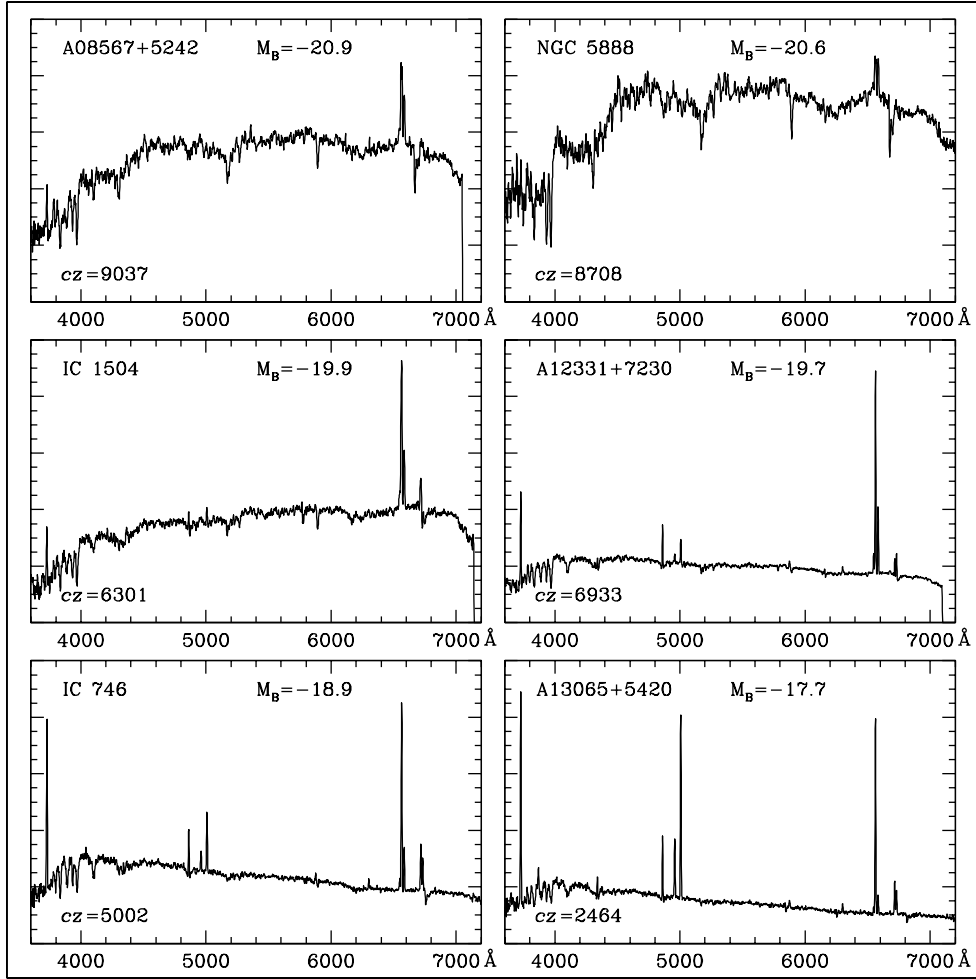 A08567+5242 M_B=−20.9
cz=9037
4000 5000 6000 7000 Å
NGC 5888 M_B=−20.6
cz=8708
4000 5000 6000 7000 Å
IC 1504 M_B=−19.9
cz=6301
4000 5000 6000 7000 Å
A12331+7230 M_B=−19.7
cz=6933
4000 5000 6000 7000 Å
IC 746 M_B=−18.9
cz=5002
4000 5000 6000 7000 Å
A13065+5420 M_B=−17.7
cz=2464
4000 5000 6000 7000 Å